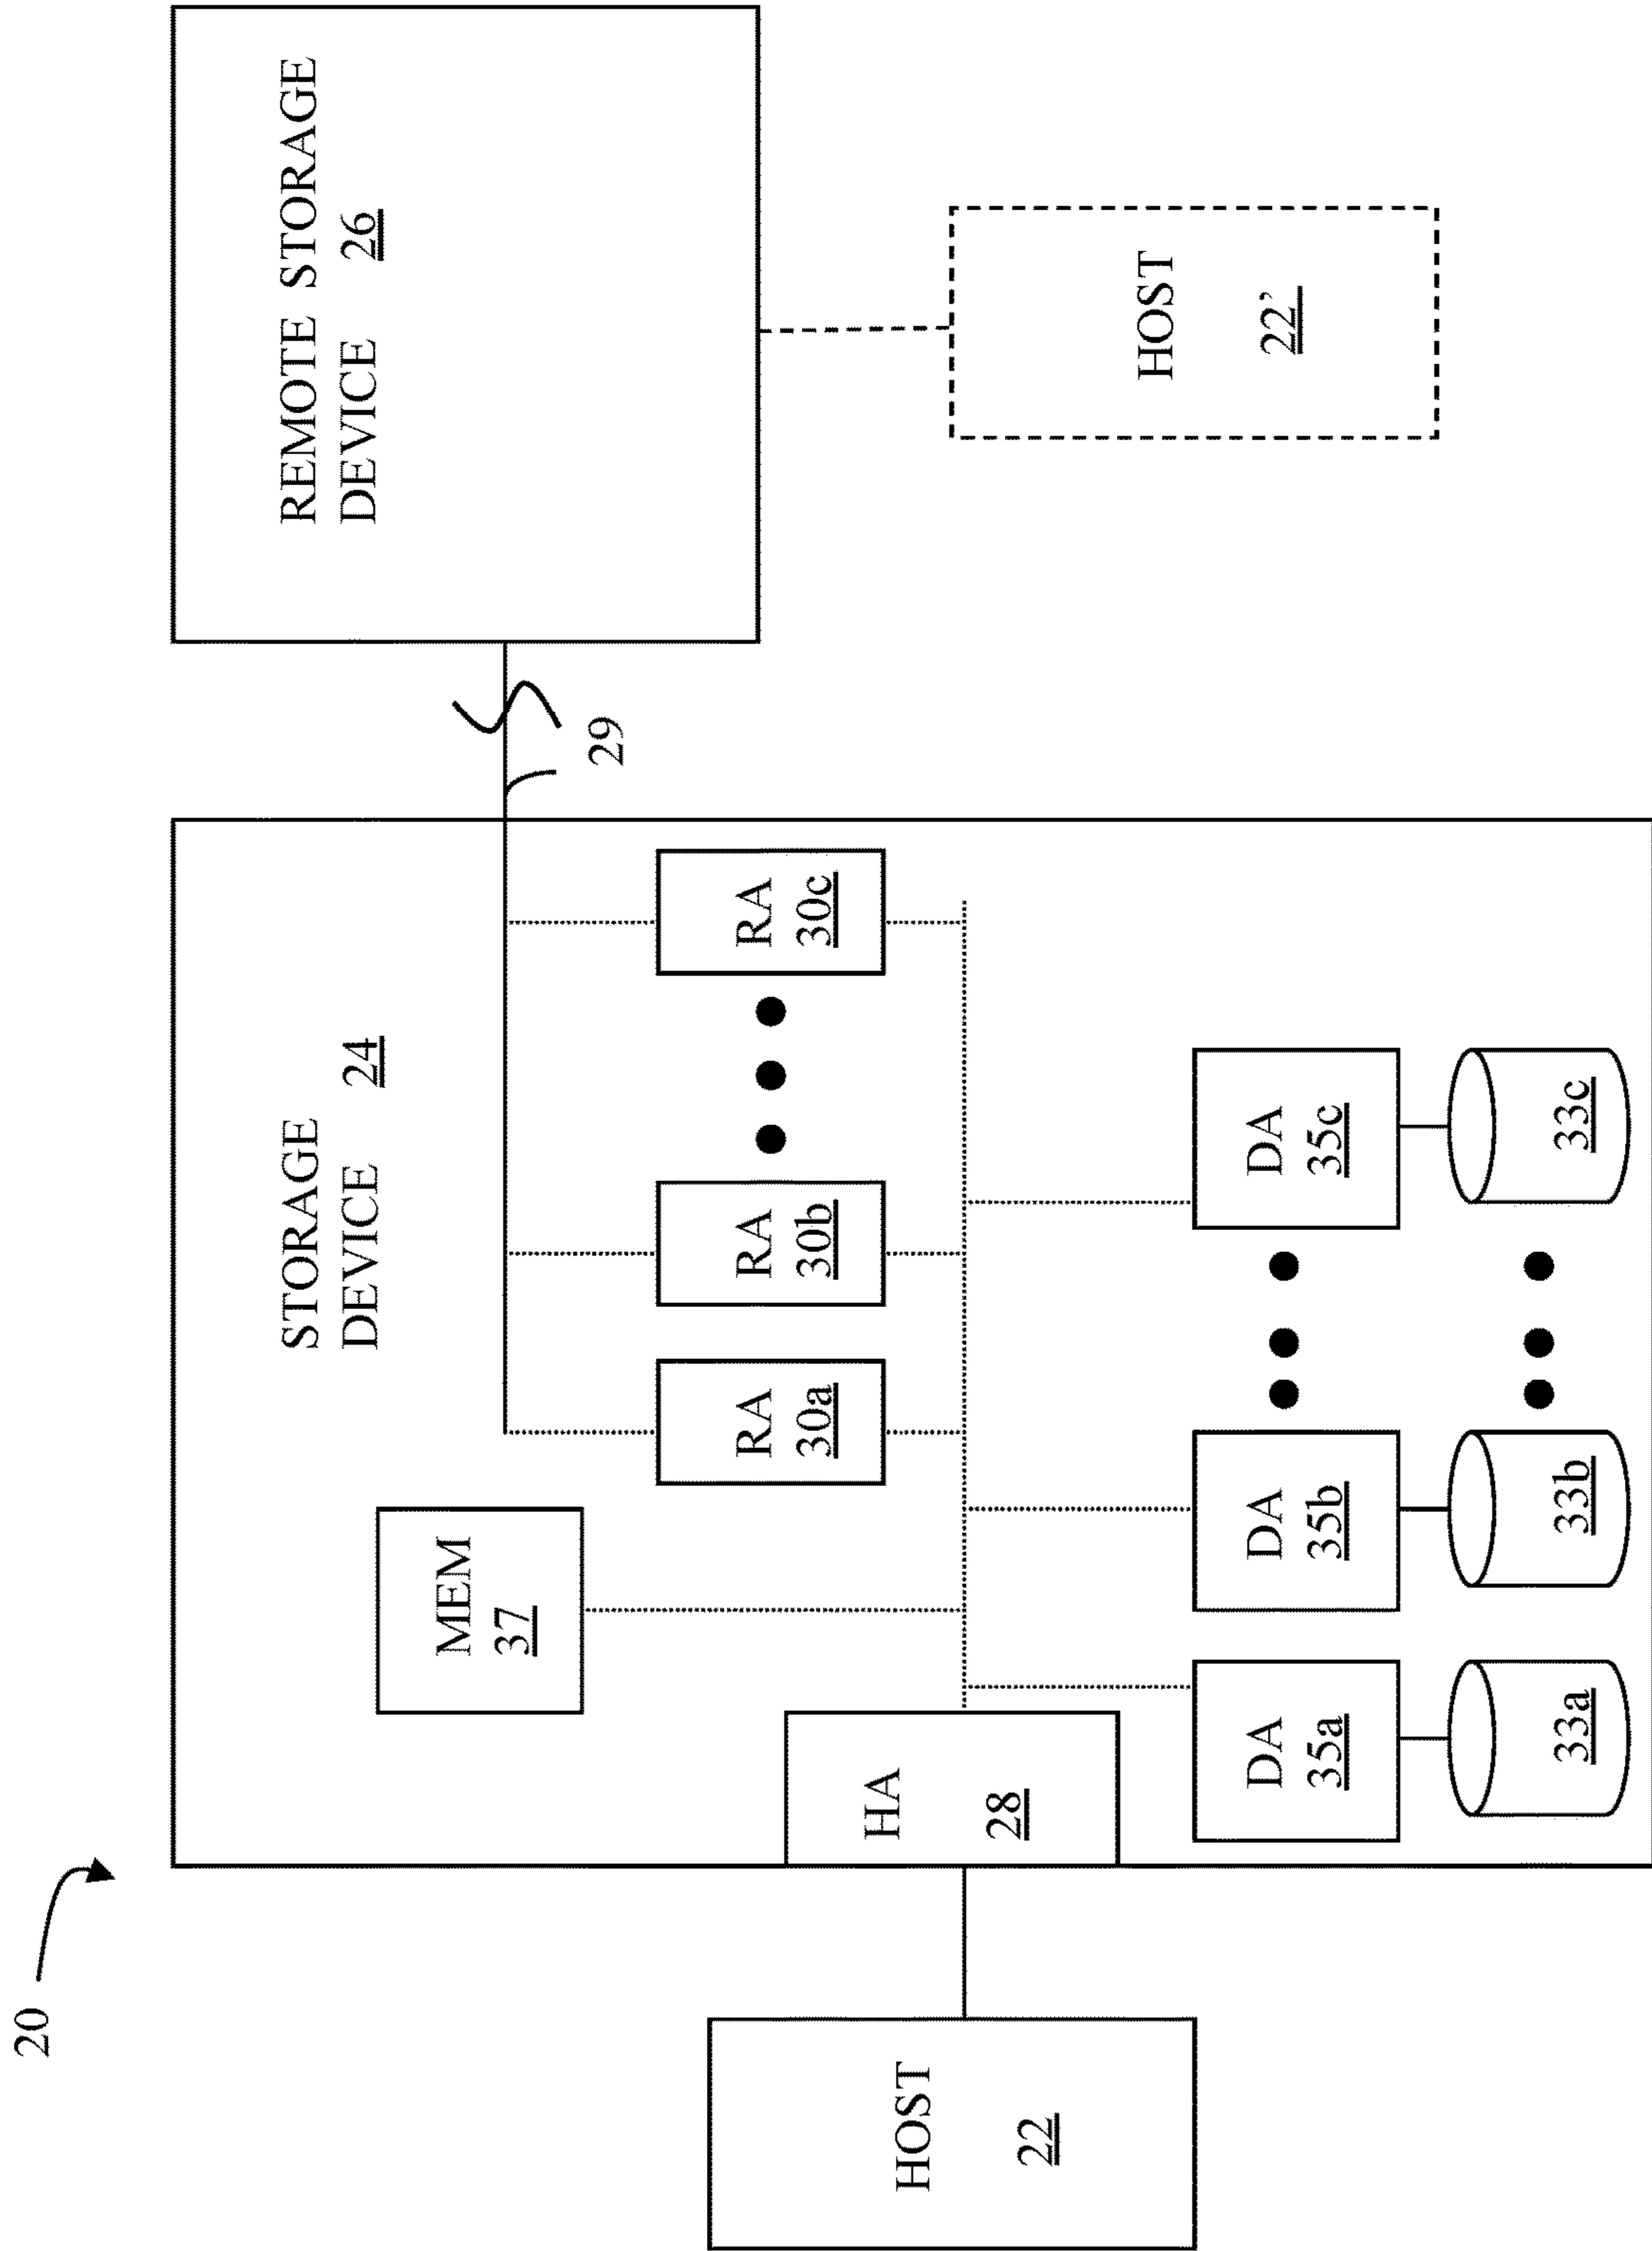 20
HOST
22
STORAGE
DEVICE 24
MEM
37
HA
28
RA
30a
RA
30b
RA
30c
DA
35a
DA
35b
DA
35c
33a
33b
33c
29
REMOTE STORAGE
DEVICE 26
HOST
22’